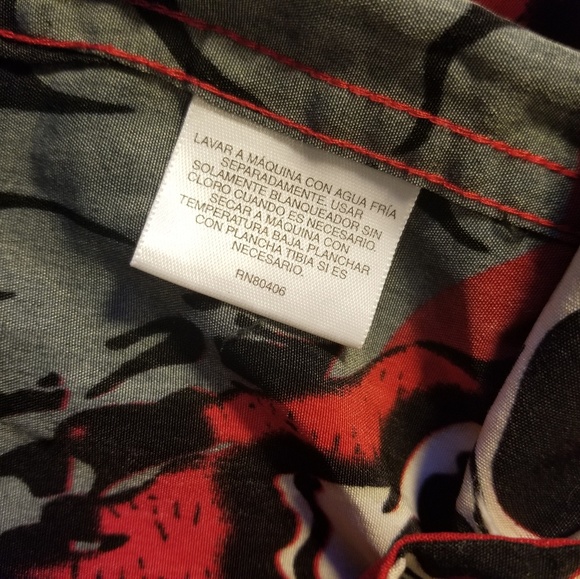 LAVAR A MÁQUINA CON AGUA FRÍA
SEPARADAMENTE. USAR
SOLAMENTE BLANQUEADOR SIN
CLORO CUANDO ES NECESARIO.
SECAR A MÁQUINA CON
TEMPERATURA BAJA. PLANCHAR
CON PLANCHA TIBIA SI ES
NECESARIO.
RN80406